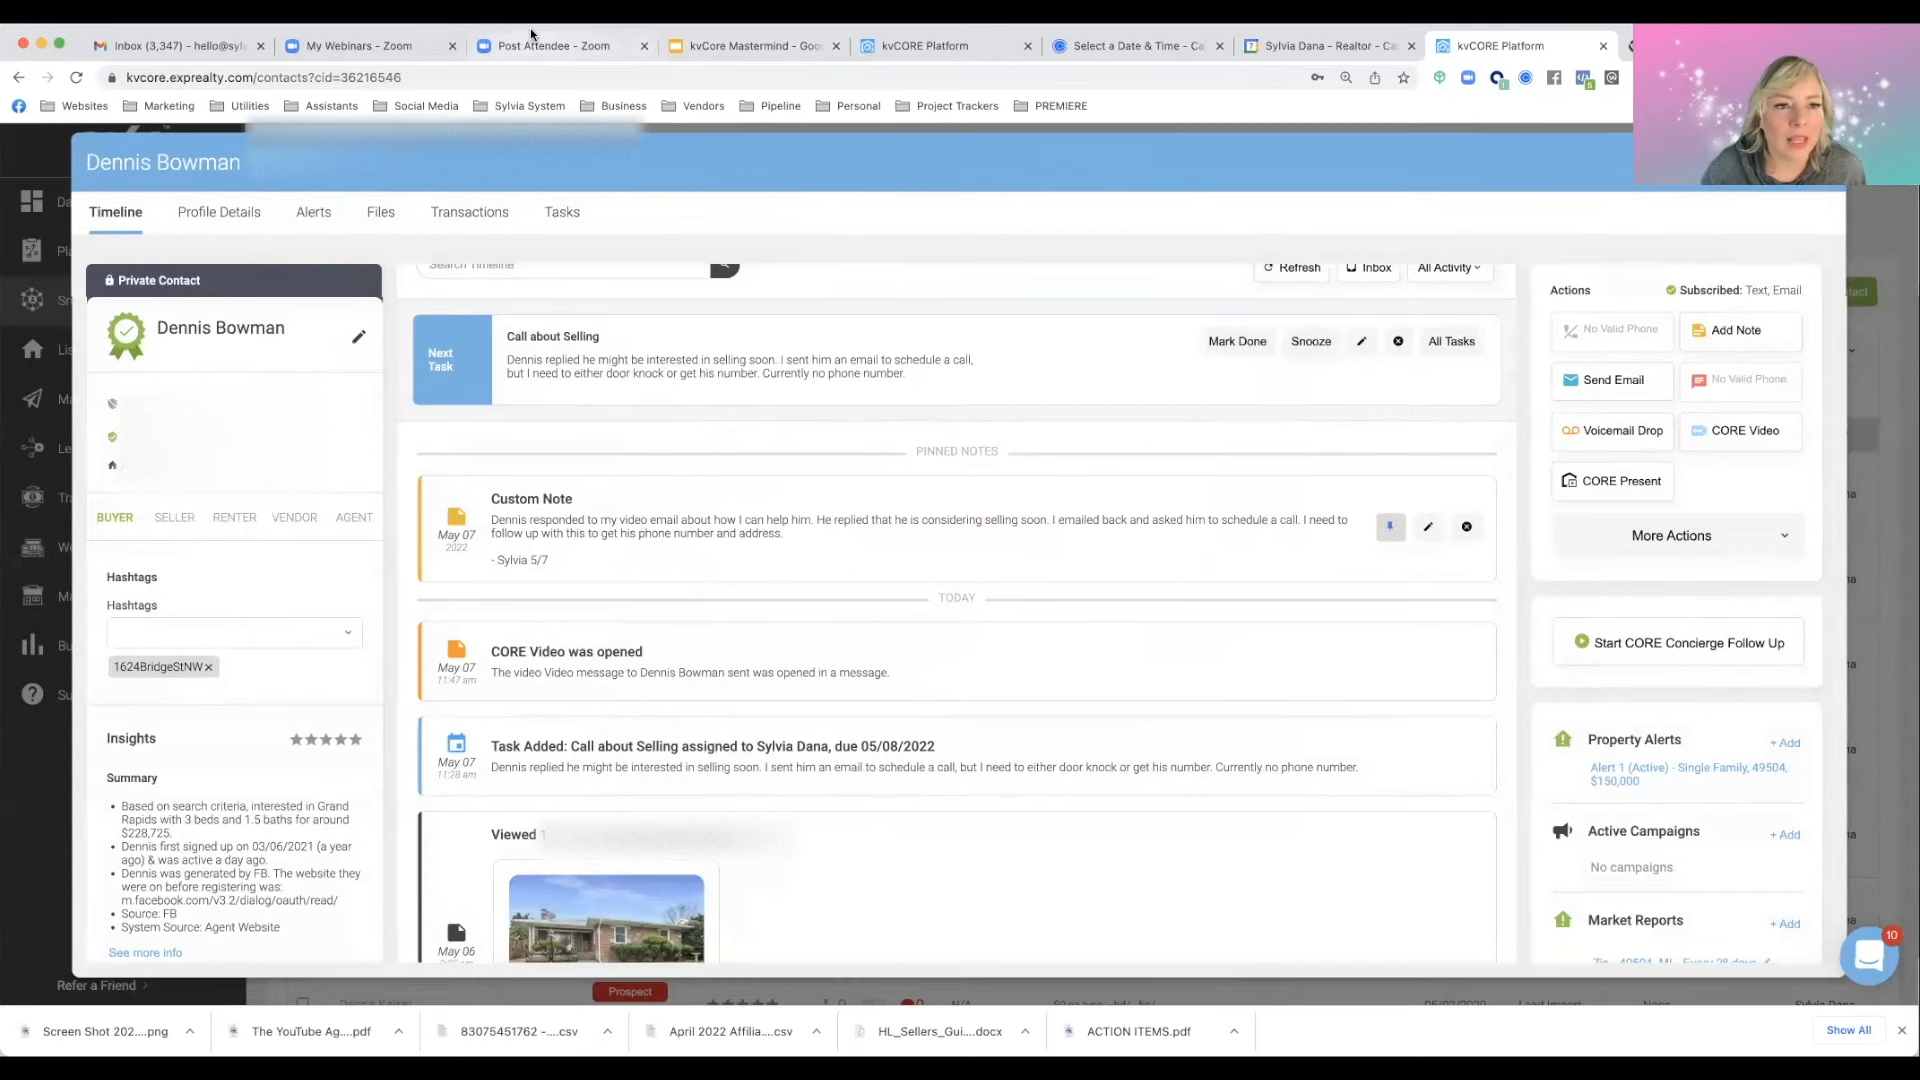 Inbox (3,347) - hello@syl
My Webinars - Zoom
Post Attendee - Zoom
kvCore Mastermind - Goo
kvCORE Platform
Select a Date & Time - Ca
Sylvia Dana - Realtor - Ca
kvCORE Platform
kvcore.exprealty.com/contacts?cid=36216546
Websites
Marketing
Utilities
Assistants
Social Media
Sylvia System
Business
Vendors
Pipeline
Personal
Project Trackers
PREMIERE
Dennis Bowman
Timeline
Profile Details
Alerts
Files
Transactions
Tasks
Private Contact
Dennis Bowman
BUYER SELLER RENTER VENDOR AGENT
Hashtags
Hashtags
1624BridgeStNW
Insights
Summary
Based on search criteria, interested in Grand
Rapids with 3 beds and 1.5 baths for around
$228,725.
Dennis first signed up on 03/06/2021 (a year
ago) & was active a day ago.
Dennis was generated by FB. The website they
were on before registering was:
m.facebook.com/v3.2/dialog/oauth/read/
Source: FB
System Source: Agent Website
See more info
Search Timeline
Refresh
Inbox
All Activity
Next
Task
Call about Selling
Dennis replied he might be interested in selling soon. I sent him an email to schedule a call,
but I need to either door knock or get his number. Currently no phone number.
Mark Done
Snooze
All Tasks
PINNED NOTES
May 07
2022
Custom Note
Dennis responded to my video email about how I can help him. He replied that he is considering selling soon. I emailed back and asked him to schedule a call. I need to
follow up with this to get his phone number and address.
- Sylvia 5/7
TODAY
May 07
11:47 am
CORE Video was opened
The video Video message to Dennis Bowman sent was opened in a message.
May 07
11:28 am
Task Added: Call about Selling assigned to Sylvia Dana, due 05/08/2022
Dennis replied he might be interested in selling soon. I sent him an email to schedule a call, but I need to either door knock or get his number. Currently no phone number.
Viewed 1
May 06
Actions
Subscribed: Text, Email
No Valid Phone
Add Note
Send Email
No Valid Phone
Voicemail Drop
CORE Video
CORE Present
More Actions
Start CORE Concierge Follow Up
Property Alerts
+ Add
Alert 1 (Active) - Single Family, 49504,
$150,000
Active Campaigns
+ Add
No campaigns
Market Reports
+ Add
Zip - 49504, MI, Every 28 days
10
Refer a Friend
Prospect
N/A
Lead Import
None
Sylvia Dana
Screen Shot 202....png
The YouTube Ag....pdf
83075451762 -....csv
April 2022 Affilia....csv
HL_Sellers_Gui....docx
ACTION ITEMS.pdf
Show All